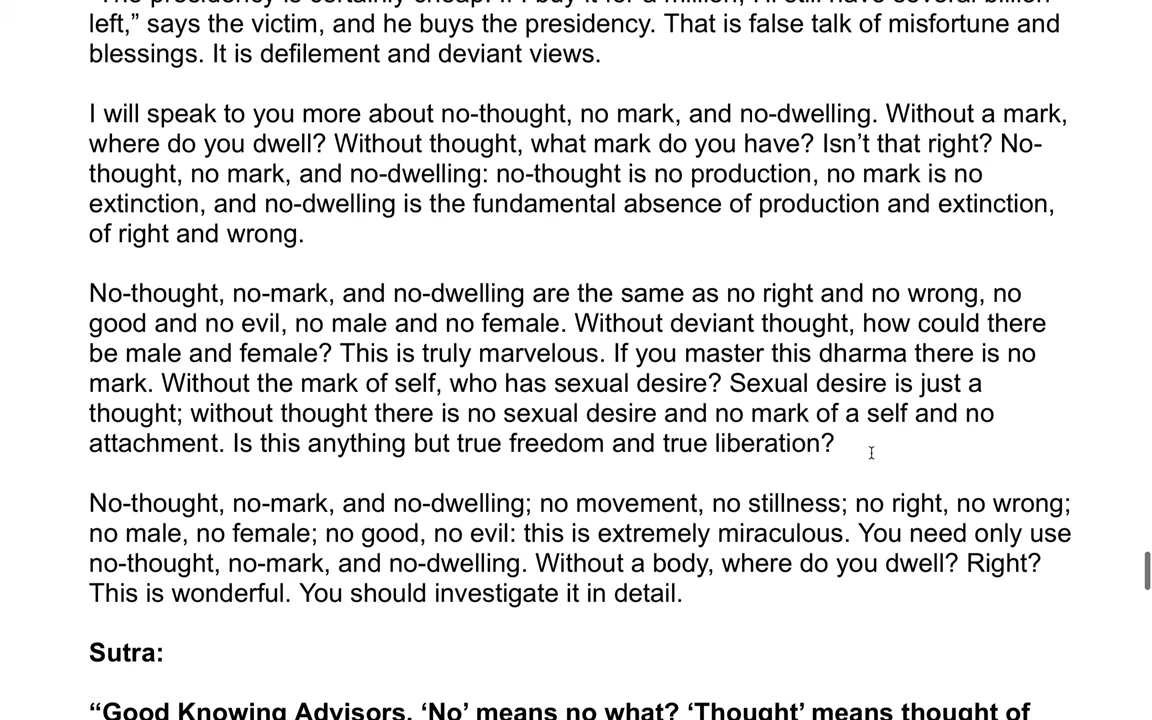 left,” says the victim, and he buys the presidency. That is false talk of misfortune and
blessings. It is defilement and deviant views.
I will speak to you more about no-thought, no mark, and no-dwelling. Without a mark,
where do you dwell? Without thought, what mark do you have? Isn’t that right? No-
thought, no mark, and no-dwelling: no-thought is no production, no mark is no
extinction, and no-dwelling is the fundamental absence of production and extinction,
of right and wrong.
No-thought, no-mark, and no-dwelling are the same as no right and no wrong, no
good and no evil, no male and no female. Without deviant thought, how could there
be male and female? This is truly marvelous. If you master this dharma there is no
mark. Without the mark of self, who has sexual desire? Sexual desire is just a
thought; without thought there is no sexual desire and no mark of a self and no
attachment. Is this anything but true freedom and true liberation?
No-thought, no-mark, and no-dwelling; no movement, no stillness; no right, no wrong;
no male, no female; no good, no evil: this is extremely miraculous. You need only use
no-thought, no-mark, and no-dwelling. Without a body, where do you dwell? Right?
This is wonderful. You should investigate it in detail.
Sutra:
“Good Knowing Advisors, ‘No’ means no what? ‘Thought’ means thought of